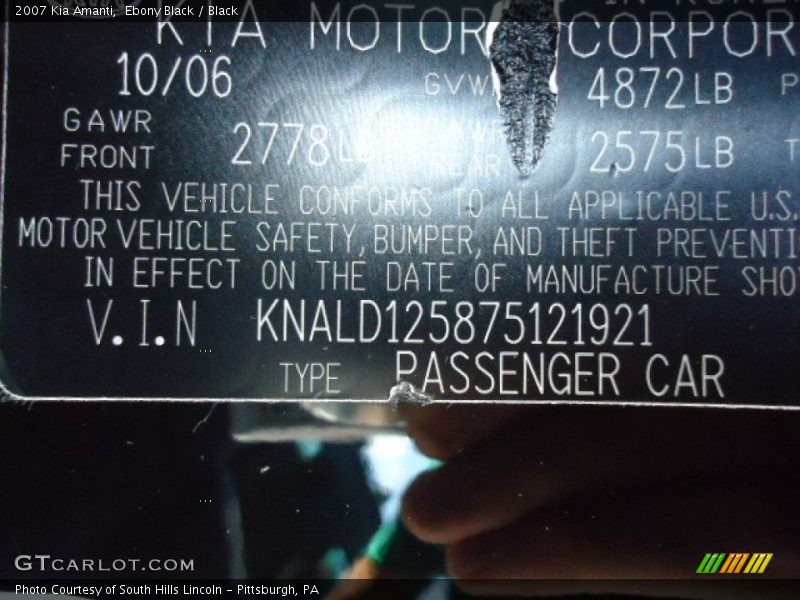 2007 Kia Amanti, Ebony Black / Black
KIA MOTOR CORPOR
10/06 GVW 4872LB P
GAWR
FRONT 2778LB REAR 2575LB T
THIS VEHICLE CONFORMS TO ALL APPLICABLE U.S.
MOTOR VEHICLE SAFETY, BUMPER, AND THEFT PREVENTI
IN EFFECT ON THE DATE OF MANUFACTURE SHO
V.I.N KNALD125875121921
TYPE PASSENGER CAR
GTCARLOT.COM
Photo Courtesy of South Hills Lincoln - Pittsburgh, PA